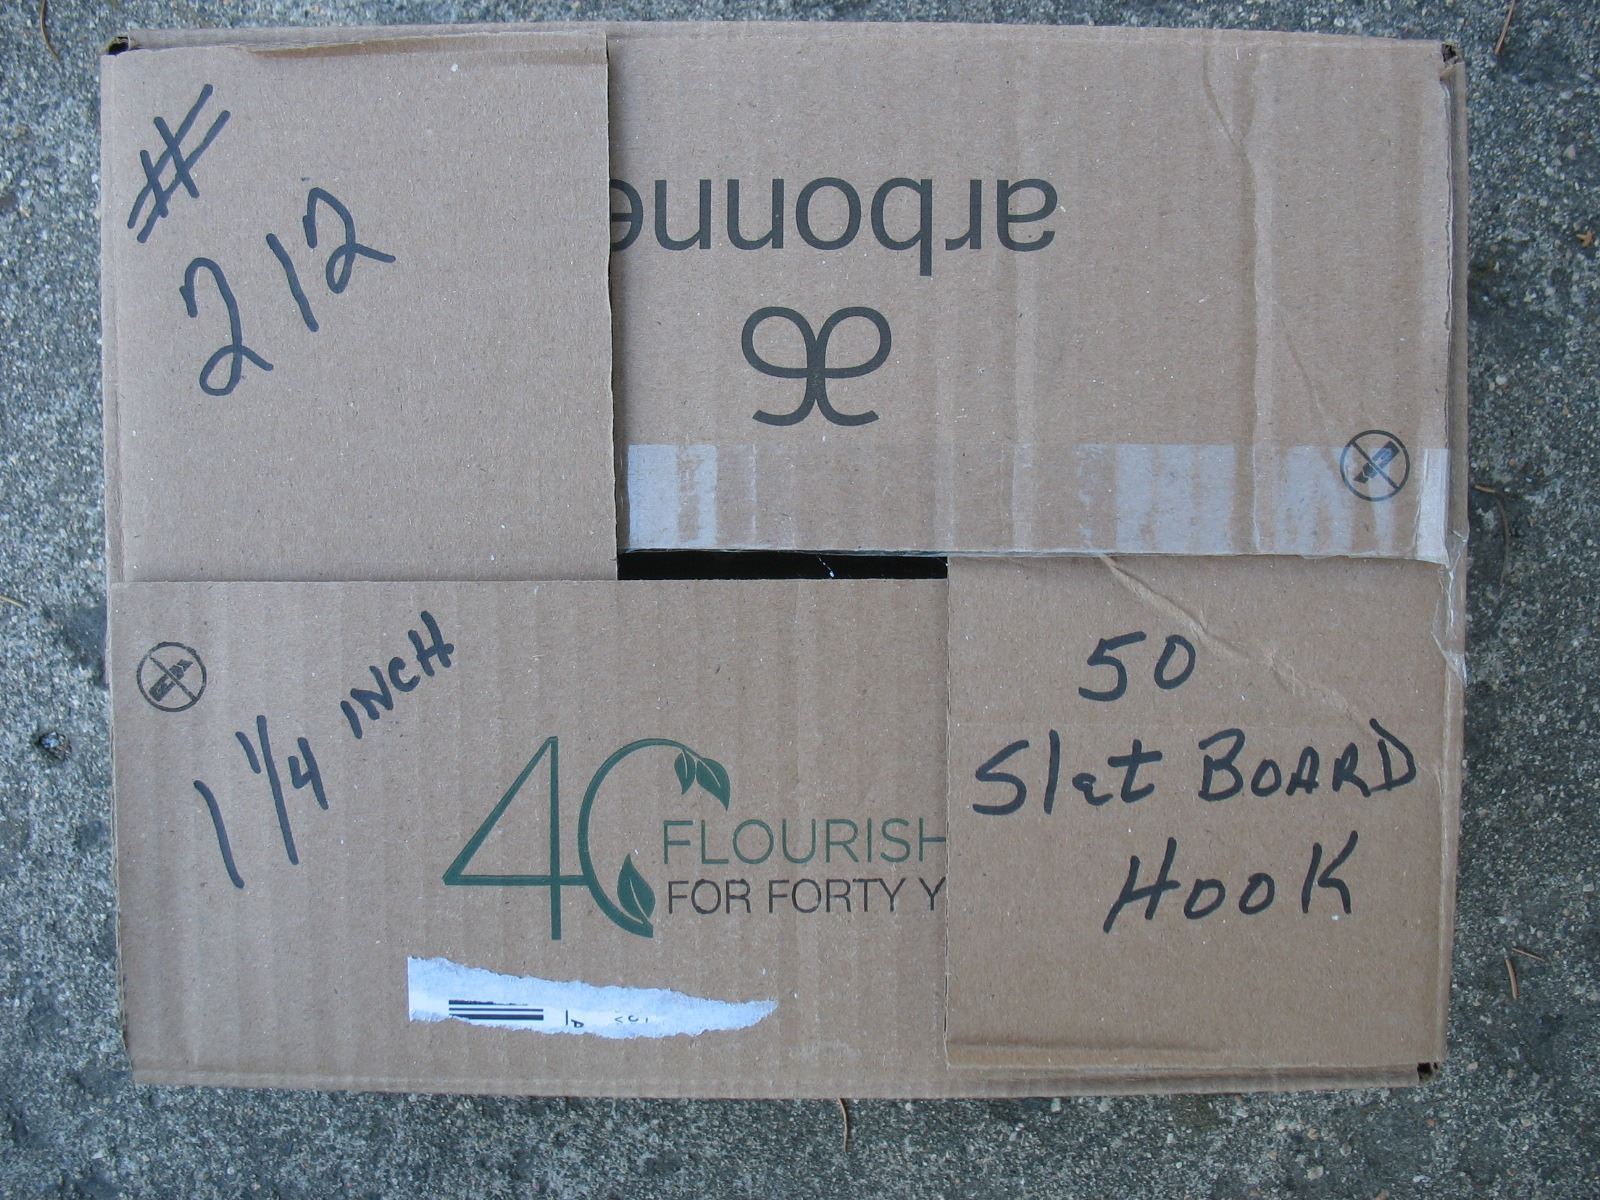 #
212
arbonne
1 1/4 INCH
40
FLOURISH
FOR FORTY Y
50
Slat BOARD
HOOK